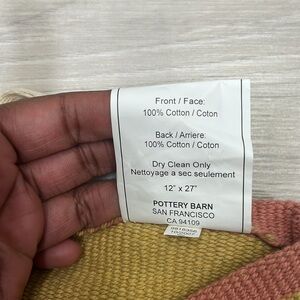 Front / Face:
100% Cotton / Coton
Back / Arriere:
100% Cotton / Coton
Dry Clean Only
Nettoyage a sec seulement
12" x 27"
POTTERY BARN
SAN FRANCISCO
CA 94109